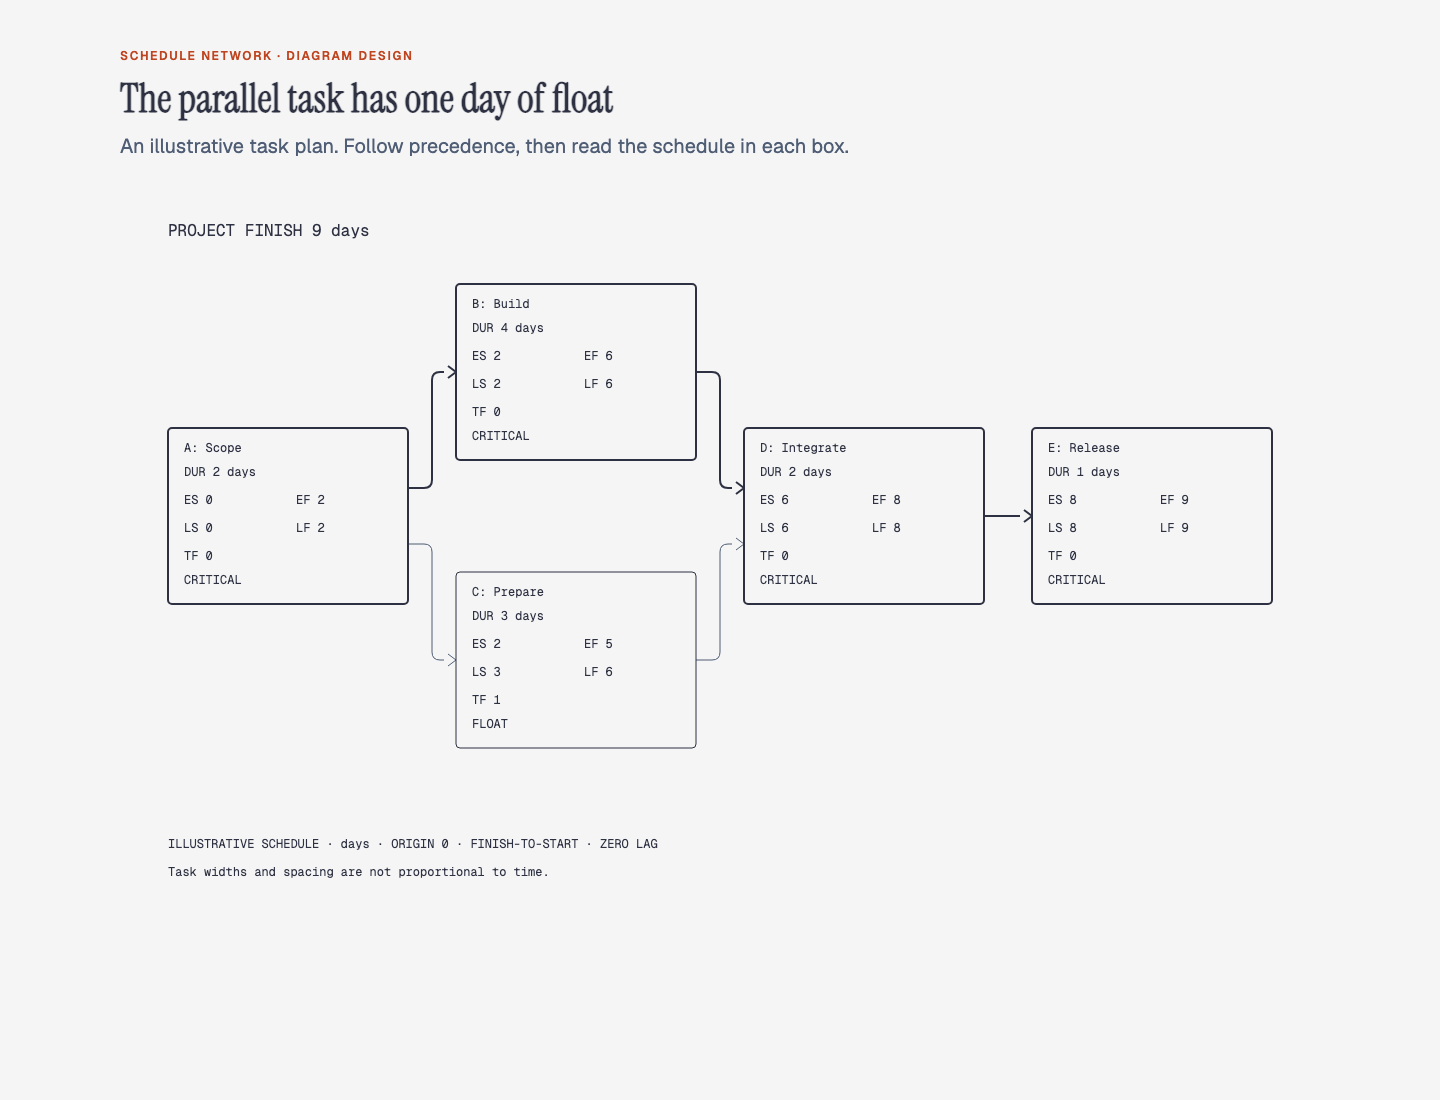 SCHEDULE NETWORK · DIAGRAM DESIGN
The parallel task has one day of float
An illustrative task plan. Follow precedence, then read the schedule in each box.
PROJECT FINISH 9 days
A: Scope
DUR 2 days
ES 0 EF 2
LS 0 LF 2
TF 0
CRITICAL
B: Build
DUR 4 days
ES 2 EF 6
LS 2 LF 6
TF 0
CRITICAL
C: Prepare
DUR 3 days
ES 2 EF 5
LS 3 LF 6
TF 1
FLOAT
D: Integrate
DUR 2 days
ES 6 EF 8
LS 6 LF 8
TF 0
CRITICAL
E: Release
DUR 1 days
ES 8 EF 9
LS 8 LF 9
TF 0
CRITICAL
ILLUSTRATIVE SCHEDULE · days · ORIGIN 0 · FINISH-TO-START · ZERO LAG
Task widths and spacing are not proportional to time.